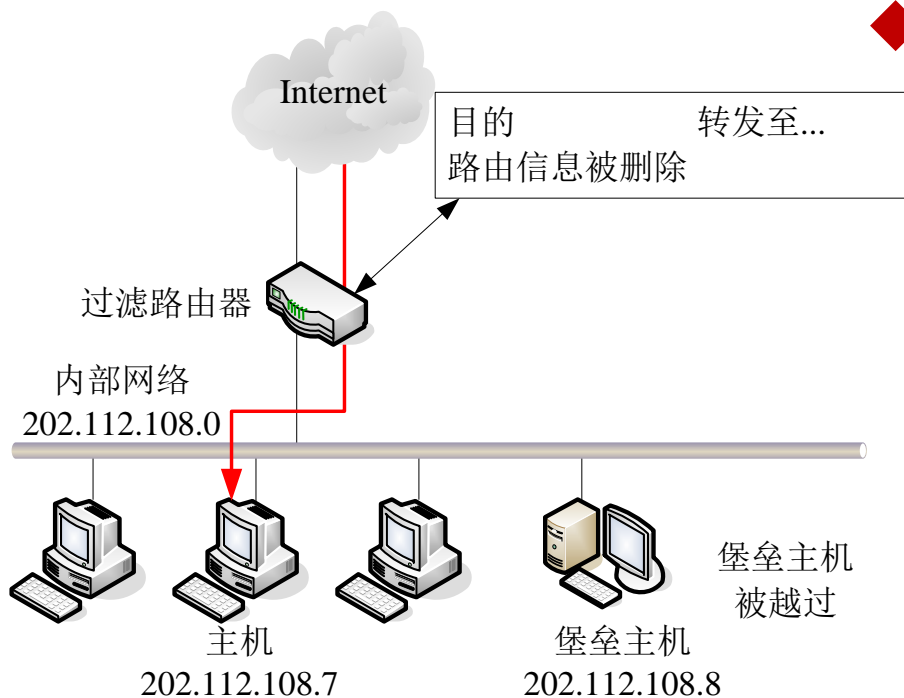 Internet
目的 转发至...
路由信息被删除
过滤路由器
内部网络
202.112.108.0
堡垒主机
被越过
主机
202.112.108.7
堡垒主机
202.112.108.8